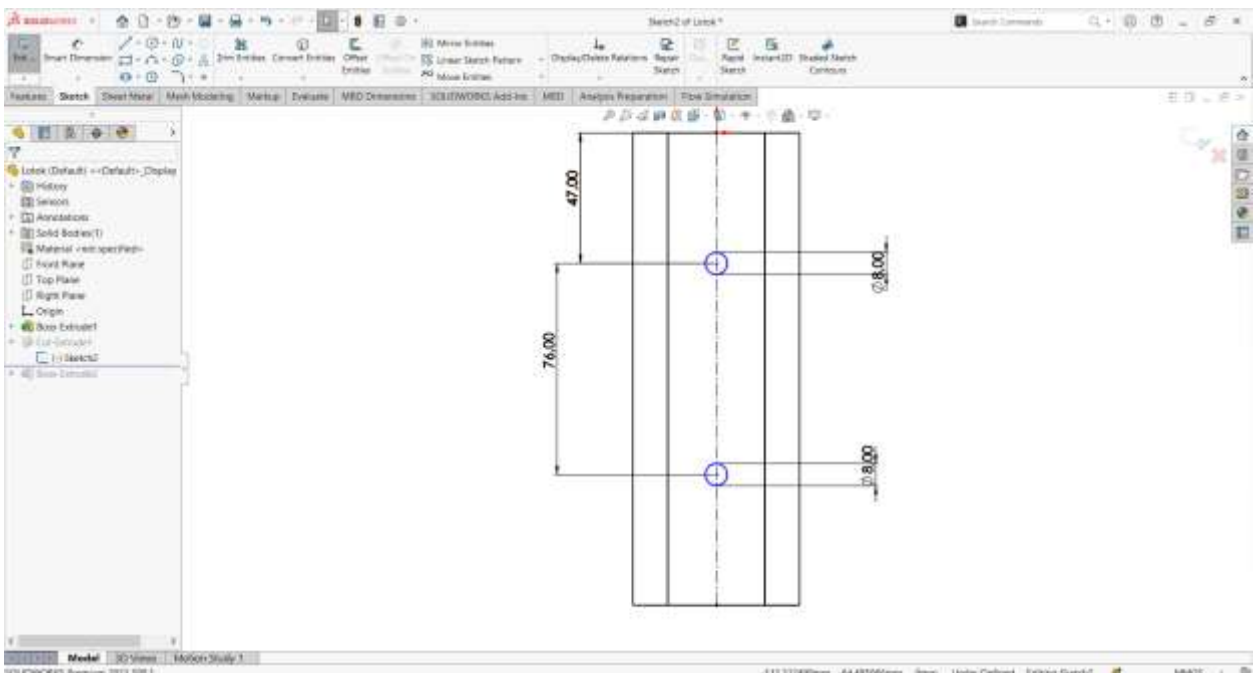 SOLIDWORKS
Sketch2 of Lotok *
Search Commands
Smart Dimension
Trim Entities
Convert Entities
Offset Entities
Mirror Entities
Linear Sketch Pattern
Move Entities
Display/Delete Relations
Repair Sketch
Rapid Sketch
Instant2D
Shaded Sketch Contours
Features
Sketch
Sheet Metal
Mesh Modeling
Markup
Evaluate
MBD Dimensions
SOLIDWORKS Add-Ins
MBD
Analysis Preparation
Flow Simulation
Lotok (Default) <<Default>_Display
History
Sensors
Annotations
Solid Bodies(1)
Material <not specified>
Front Plane
Top Plane
Right Plane
Origin
Boss-Extrude1
Cut-Extrude1
(-) Sketch2
Boss-Extrude2
47,00
∅8,00
76,00
∅8,00
Model
3D Views
Motion Study 1
Under Defined
Editing Sketch2
MMGS